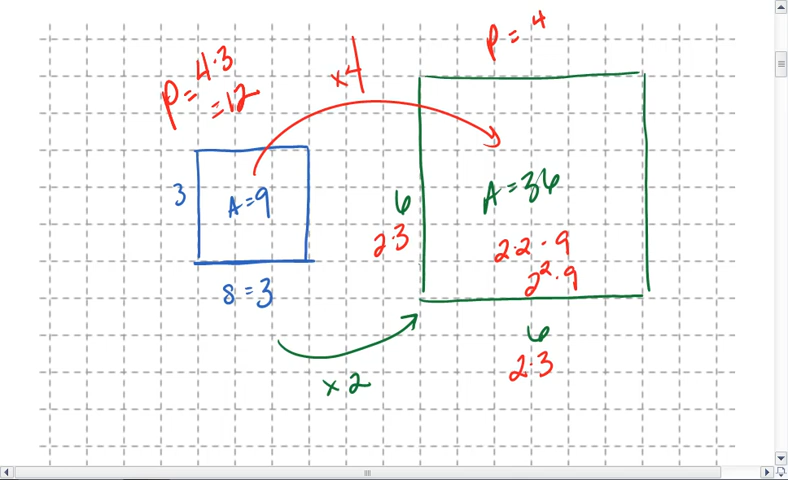 P = 4·3
= 12
x4
P = 4
3
A = 9
s = 3
x 2
6
2·3
A = 36
2·2·9
2²·9
6
2·3